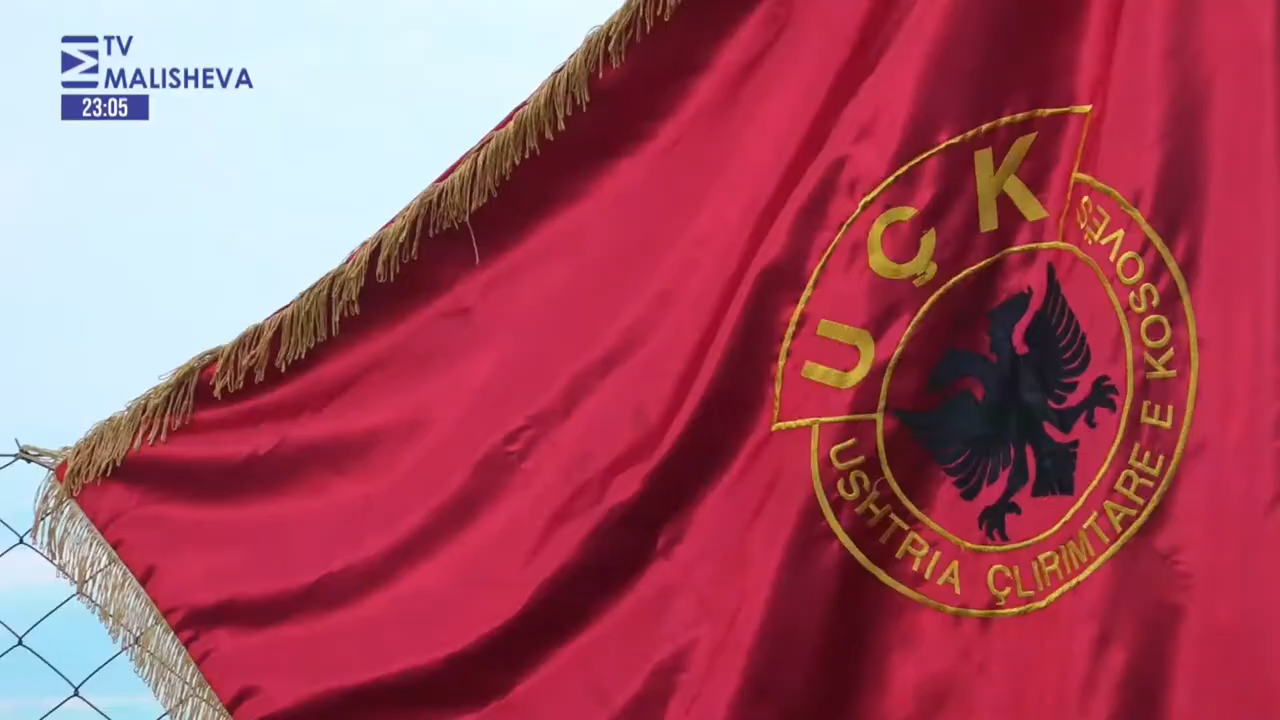 TV
MALISHEVA
23:05
UÇK
USHTRIA ÇLIRIMTARE E KOSOVËS